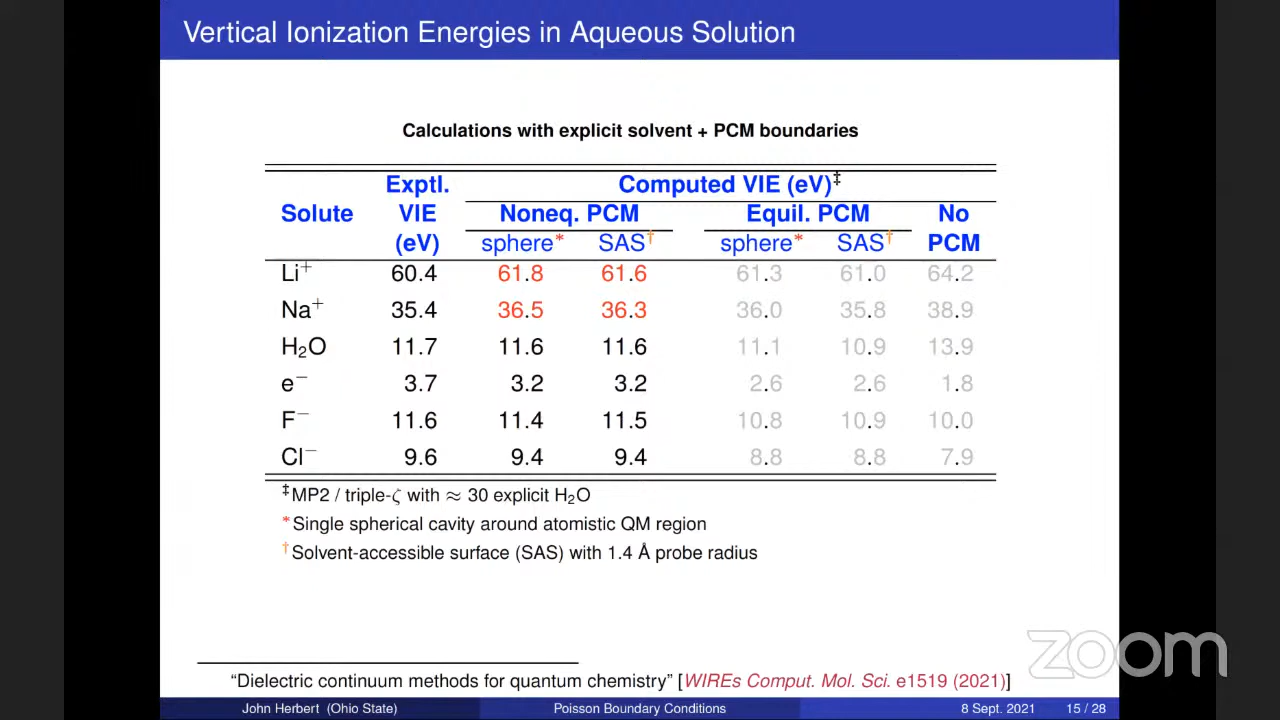 Vertical Ionization Energies in Aqueous Solution
Calculations with explicit solvent + PCM boundaries
Exptl. Computed VIE (eV)‡
Solute VIE Noneq. PCM Equil. PCM No
(eV) sphere* SAS† sphere* SAS† PCM
Li⁺ 60.4 61.8 61.6 61.3 61.0 64.2
Na⁺ 35.4 36.5 36.3 36.0 35.8 38.9
H₂O 11.7 11.6 11.6 11.1 10.9 13.9
e⁻ 3.7 3.2 3.2 2.6 2.6 1.8
F⁻ 11.6 11.4 11.5 10.8 10.9 10.0
Cl⁻ 9.6 9.4 9.4 8.8 8.8 7.9
‡MP2 / triple-ζ with ≈ 30 explicit H₂O
*Single spherical cavity around atomistic QM region
†Solvent-accessible surface (SAS) with 1.4 Å probe radius
zoom
“Dielectric continuum methods for quantum chemistry” [WIREs Comput. Mol. Sci. e1519 (2021)]
John Herbert (Ohio State) Poisson Boundary Conditions 8 Sept. 2021 15 / 28